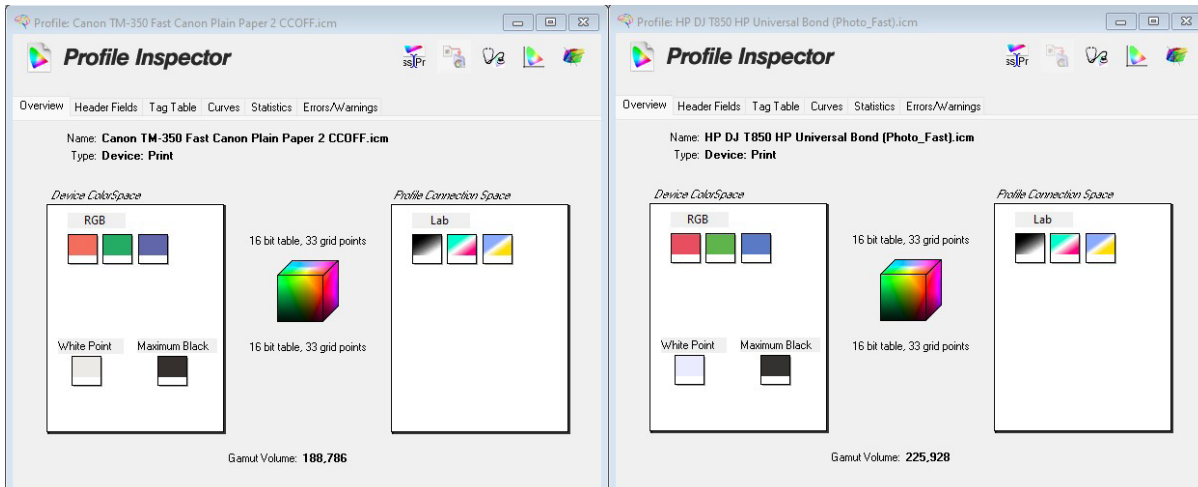 Profile: Canon TM-350 Fast Canon Plain Paper 2 CCOFF.icm
Profile Inspector
Overview Header Fields Tag Table Curves Statistics Errors/Warnings
Name: Canon TM-350 Fast Canon Plain Paper 2 CCOFF.icm
Type: Device: Print
Device ColorSpace
Profile Connection Space
RGB
Lab
16 bit table, 33 grid points
White Point Maximum Black
16 bit table, 33 grid points
Gamut Volume: 188,786
Profile: HP DJ T850 HP Universal Bond (Photo_Fast).icm
Profile Inspector
Overview Header Fields Tag Table Curves Statistics Errors/Warnings
Name: HP DJ T850 HP Universal Bond (Photo_Fast).icm
Type: Device: Print
Device ColorSpace
Profile Connection Space
RGB
Lab
16 bit table, 33 grid points
White Point Maximum Black
16 bit table, 33 grid points
Gamut Volume: 225,928